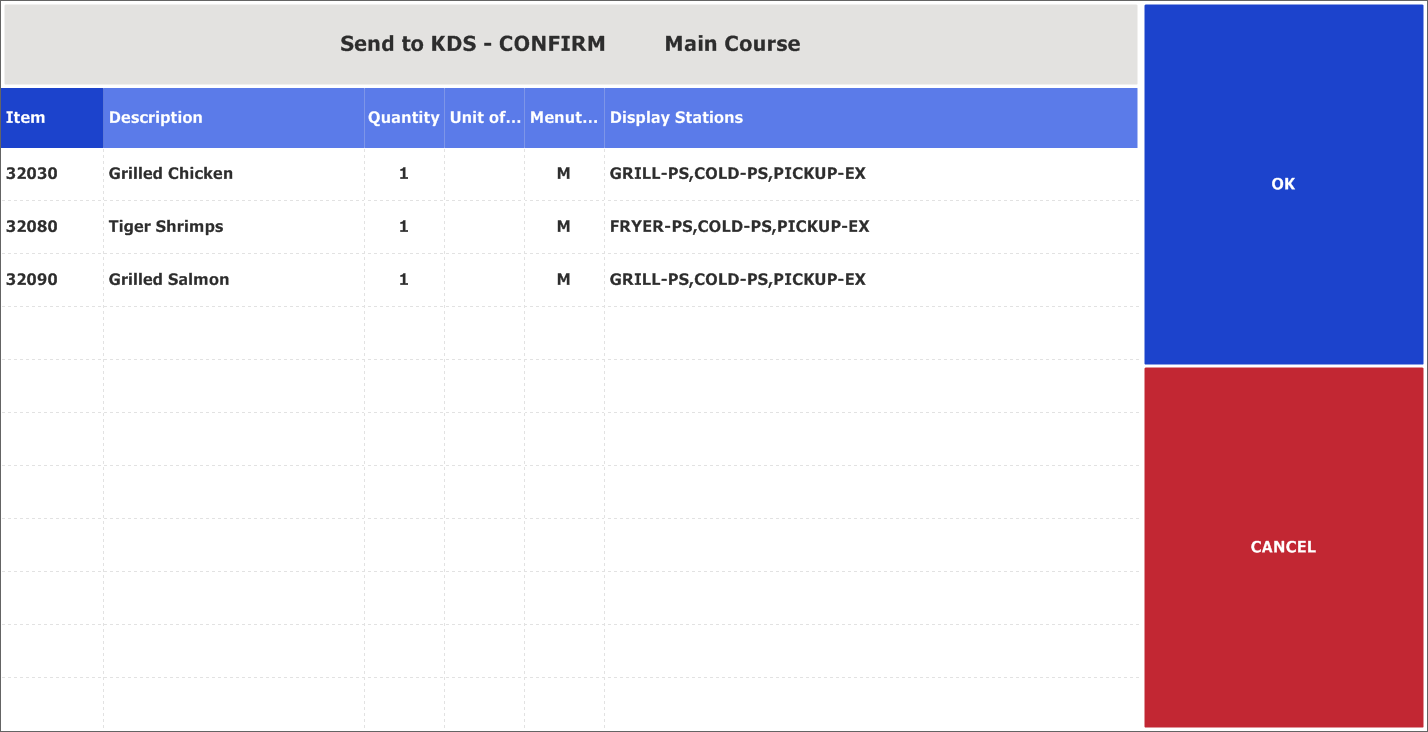 Send to KDS - CONFIRM Main Course
Item Description Quantity Unit of... Menut... Display Stations
32030 Grilled Chicken 1 M GRILL-PS,COLD-PS,PICKUP-EX
32080 Tiger Shrimps 1 M FRYER-PS,COLD-PS,PICKUP-EX
32090 Grilled Salmon 1 M GRILL-PS,COLD-PS,PICKUP-EX
OK
CANCEL